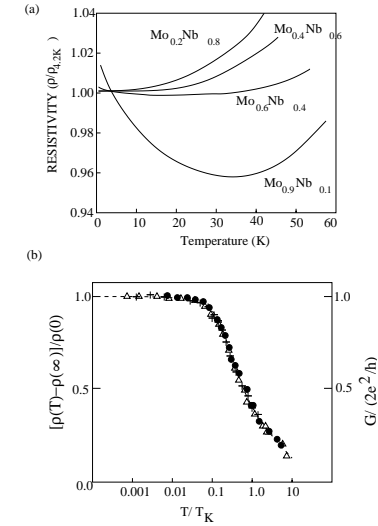 (a)
1.04
1.02
1.00
0.98
0.96
0.94
RESISTIVITY (ρ/ρ4.2K)
Mo0.2Nb0.8
Mo0.4Nb0.6
Mo0.6Nb0.4
Mo0.9Nb0.1
0 10 20 30 40 50 60
Temperature (K)
(b)
1.0
0.5
0.0
[ρ(T)−ρ(∞)]/ρ(0)
1.0
0.5
G/ (2e²/h)
0.001 0.01 0.1 1.0 10
T/TK